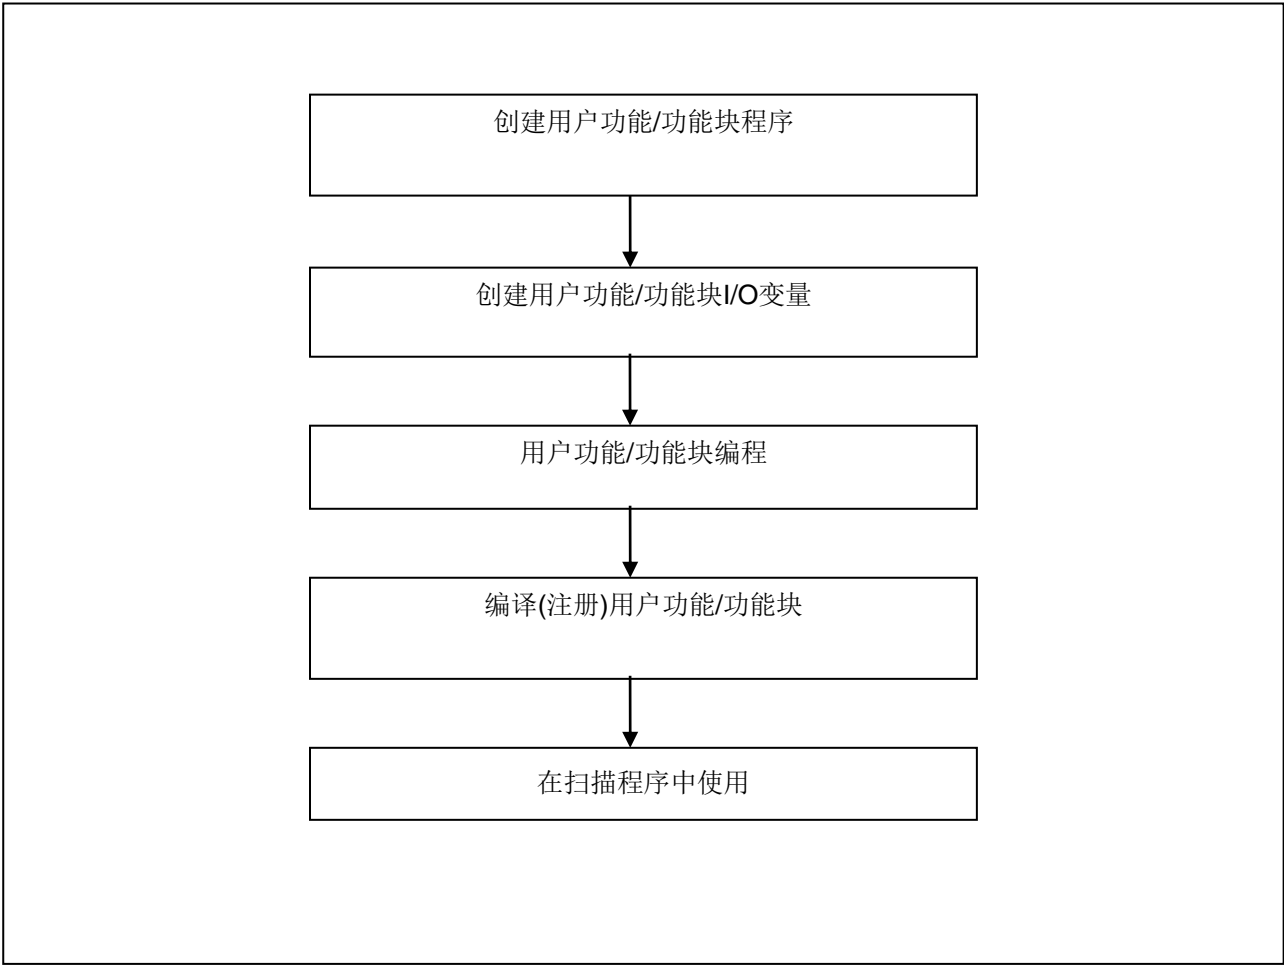 创建用户功能/功能块程序
创建用户功能/功能块I/O变量
用户功能/功能块编程
编译(注册)用户功能/功能块
在扫描程序中使用